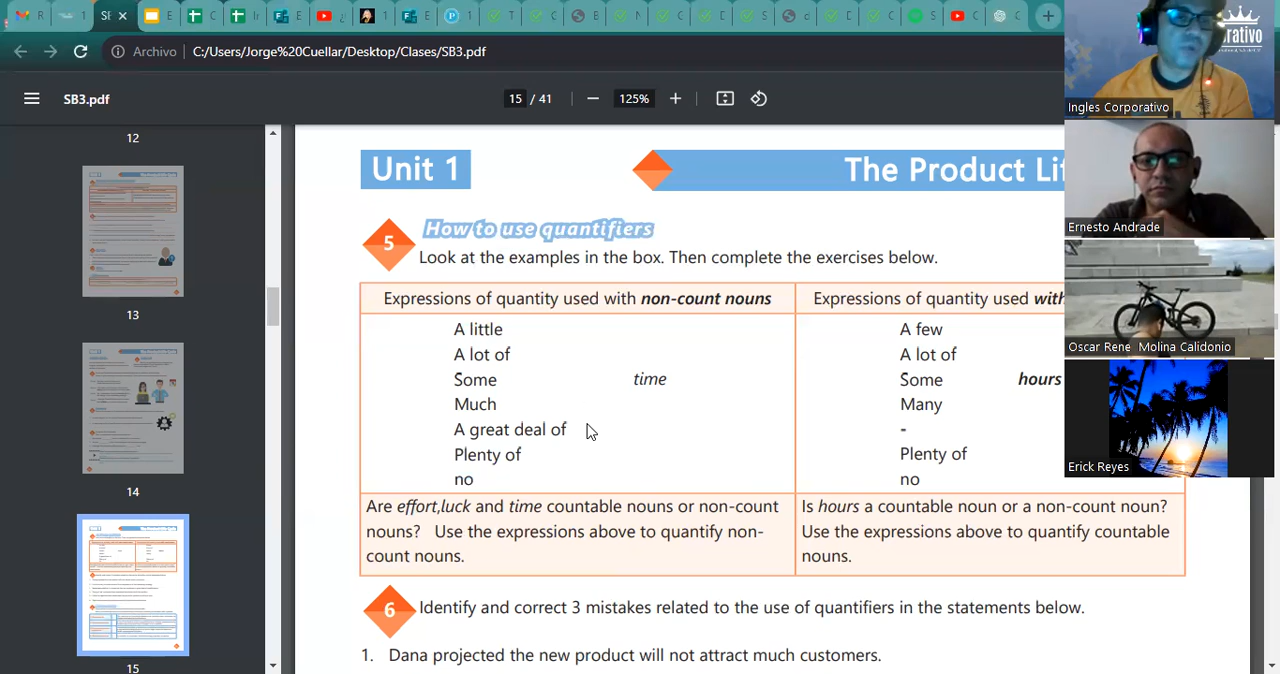 R
SB
E
C
Ir
E
E
1
T
C
B
N
C
D
S
d
D
C
S
C
C
rativo
Archivo
C:/Users/Jorge%20Cuellar/Desktop/Clases/SB3.pdf
SB3.pdf
15 / 41
125%
Ingles Corporativo
12
13
14
15
Unit 1
The Product Lif
5
How to use quantifiers
Look at the examples in the box. Then complete the exercises below.
Ernesto Andrade
Expressions of quantity used with non-count nouns
Expressions of quantity used with
A little
A lot of
Some
Much
A great deal of
Plenty of
no
time
A few
A lot of
Some
Many
-
Plenty of
no
hours
Oscar Rene Molina Calidonio
Erick Reyes
Are effort,luck and time countable nouns or non-count
nouns? Use the expressions above to quantify non-
count nouns.
Is hours a countable noun or a non-count noun?
Use the expressions above to quantify countable
nouns.
6
Identify and correct 3 mistakes related to the use of quantifiers in the statements below.
1. Dana projected the new product will not attract much customers.